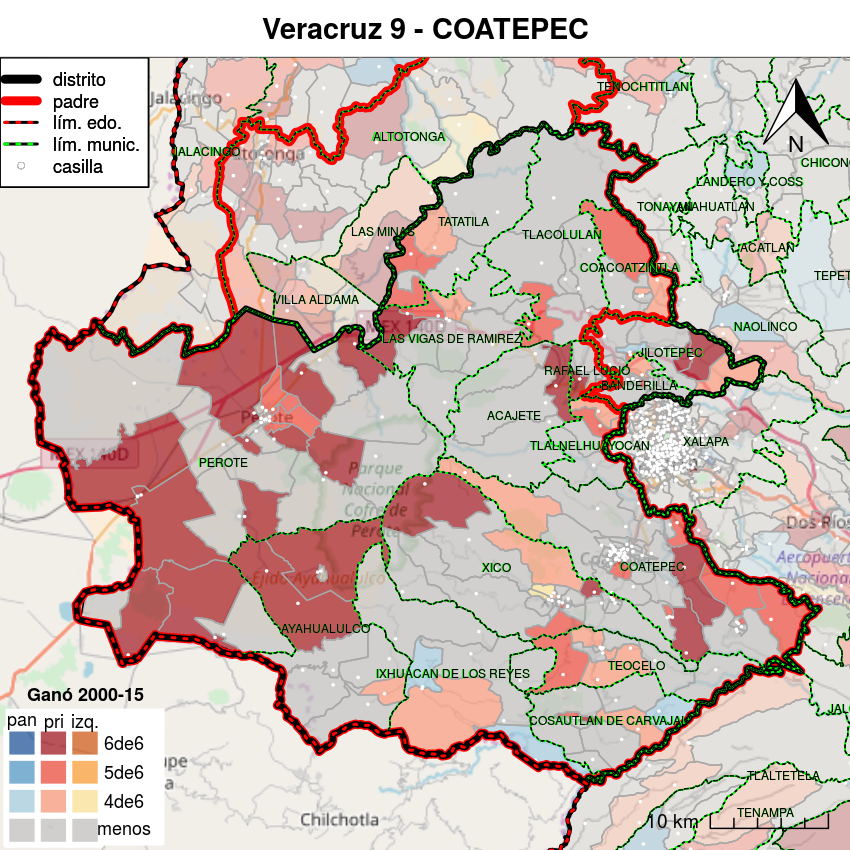 Veracruz 9 - COATEPEC
distrito
padre
lím. edo.
lím. munic.
casilla
Jalacingo
TENOCHTITLAN
N
ALTOTONGA
JALACINGO
CHICON
LANDERO Y COSS
TONAYAN
MIAHUATLAN
LAS MINAS
TATATILA
TLACOLULAN
ACATLAN
COACOATZINTLA
TEPET
VILLA ALDAMA
MEX 140D
NAOLINCO
LAS VIGAS DE RAMIREZ
JILOTEPEC
RAFAEL LUCIO
BANDERILLA
Perote
ACAJETE
TLALNELHUAYOCAN
XALAPA
MEX 140D
PEROTE
Parque
Nacional
Cofre de
Perote
Dos Ríos
Aeropuerto
Nacional
XICO
COATEPEC
Ejido Ayahualulco
AYAHUALULCO
IXHUACAN DE LOS REYES
TEOCELO
COSAUTLAN DE CARVAJAL
JAL
Ganó 2000-15
pan pri izq.
6de6
5de6
4de6
menos
TLALTETELA
TENAMPA
Chilchotla
10 km